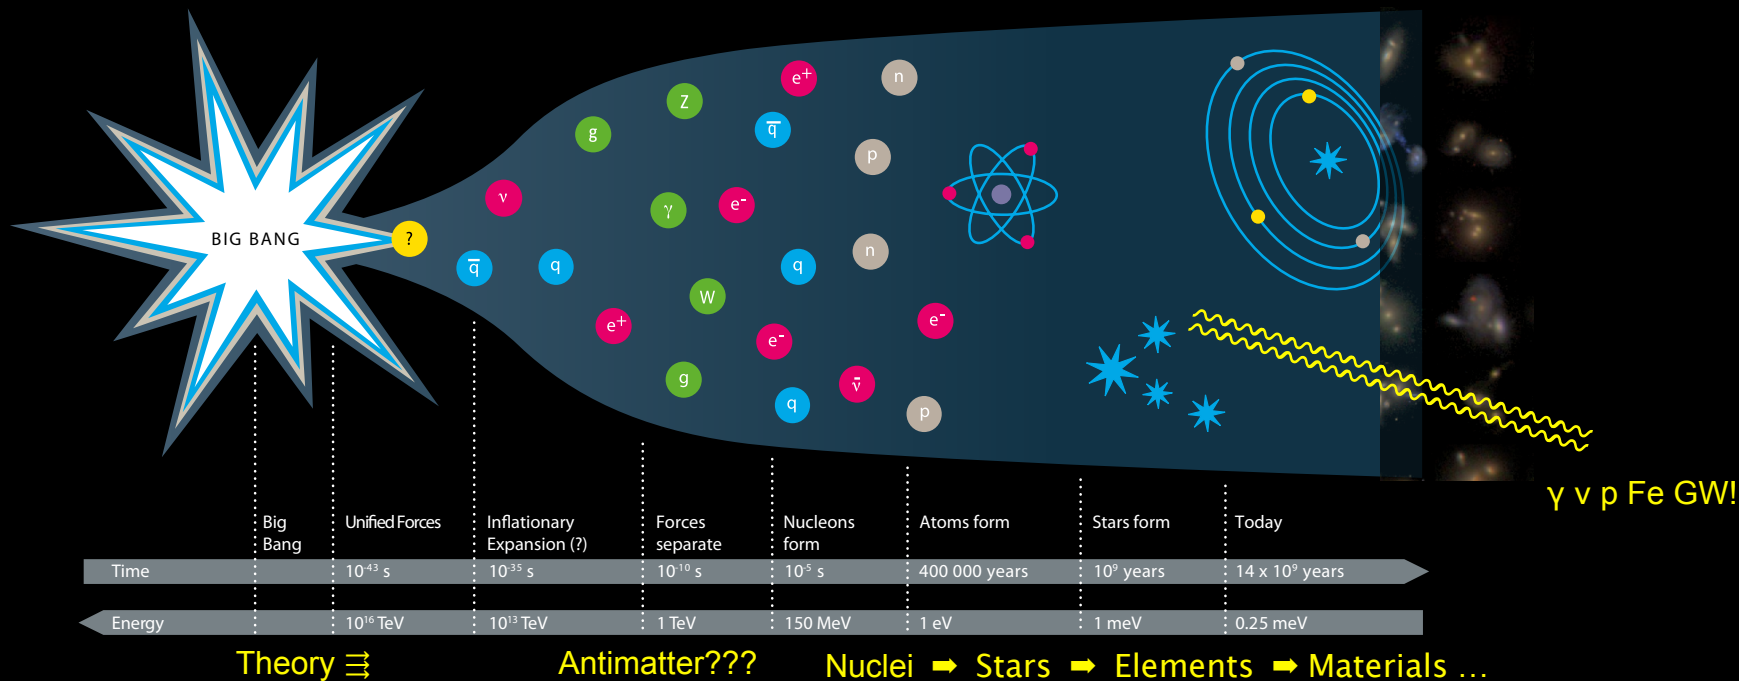 e⁺
n
Z
g
q̅
p
ν
γ
e⁻
BIG BANG
?
q̅
q
q
n
W
e⁺
e⁻
e⁻
g
ν̅
q
p
γ ν p Fe GW!
Big
Bang
Unified Forces
Inflationary
Expansion (?)
Forces
separate
Nucleons
form
Atoms form
Stars form
Today
Time
10⁻⁴³ s
10⁻³⁵ s
10⁻¹⁰ s
10⁻⁵ s
400 000 years
10⁹ years
14 x 10⁹ years
Energy
10¹⁶ TeV
10¹³ TeV
1 TeV
150 MeV
1 eV
1 meV
0.25 meV
Theory ⇶
Antimatter???
Nuclei ➡ Stars ➡ Elements ➡ Materials …